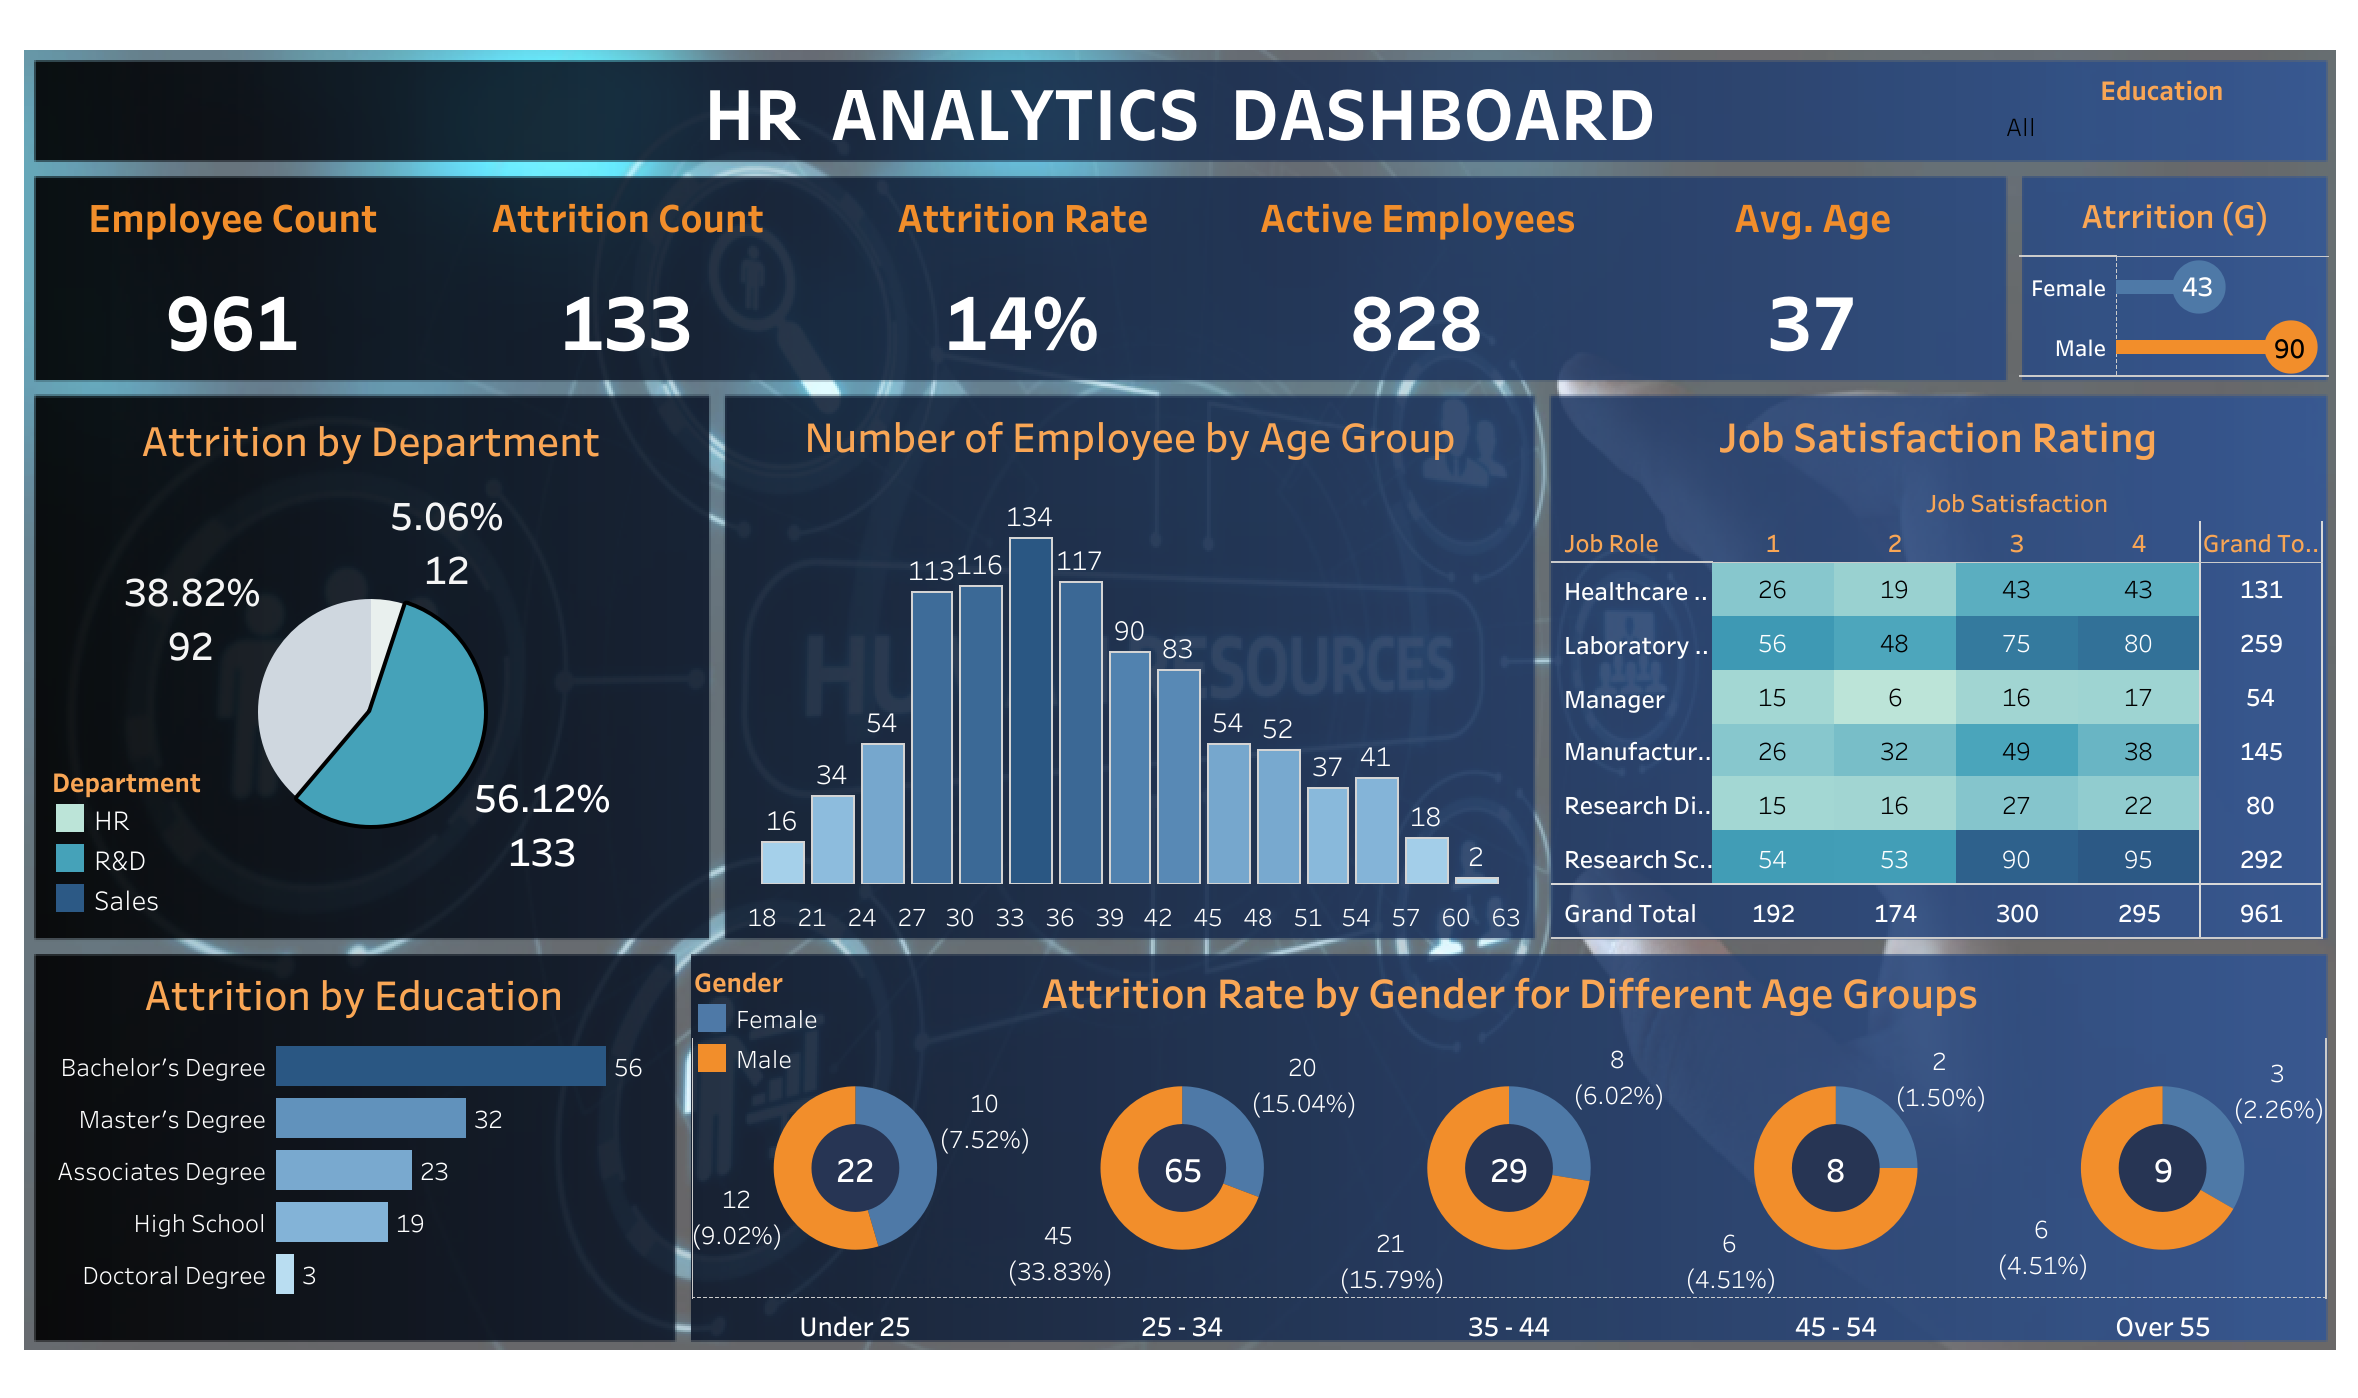 HR ANALYTICS DASHBOARD
Education
All
Employee Count
Attrition Count
Attrition Rate
Active Employees
Avg. Age
961
133
14%
828
37
Atrrition (G)
Female
43
Male
90
Attrition by Department
5.06%
12
38.82%
92
56.12%
133
Department
HR
R&D
Sales
Number of Employee by Age Group
16
34
54
113
116
134
117
90
83
54
52
37
41
18
2
18 21 24 27 30 33 36 39 42 45 48 51 54 57 60 63
HU
ESOURCES
Job Satisfaction Rating
Job Satisfaction
Job Role 1 2 3 4 Grand To..
Healthcare .. 26 19 43 43 131
Laboratory .. 56 48 75 80 259
Manager 15 6 16 17 54
Manufactur.. 26 32 49 38 145
Research Di.. 15 16 27 22 80
Research Sc.. 54 53 90 95 292
Grand Total 192 174 300 295 961
Attrition by Education
Bachelor's Degree 56
Master's Degree 32
Associates Degree 23
High School 19
Doctoral Degree 3
Gender
Female
Male
Attrition Rate by Gender for Different Age Groups
10
(7.52%)
22
12
(9.02%)
20
(15.04%)
65
45
(33.83%)
8
(6.02%)
29
21
(15.79%)
2
(1.50%)
8
6
(4.51%)
3
(2.26%)
9
6
(4.51%)
Under 25
25 - 34
35 - 44
45 - 54
Over 55